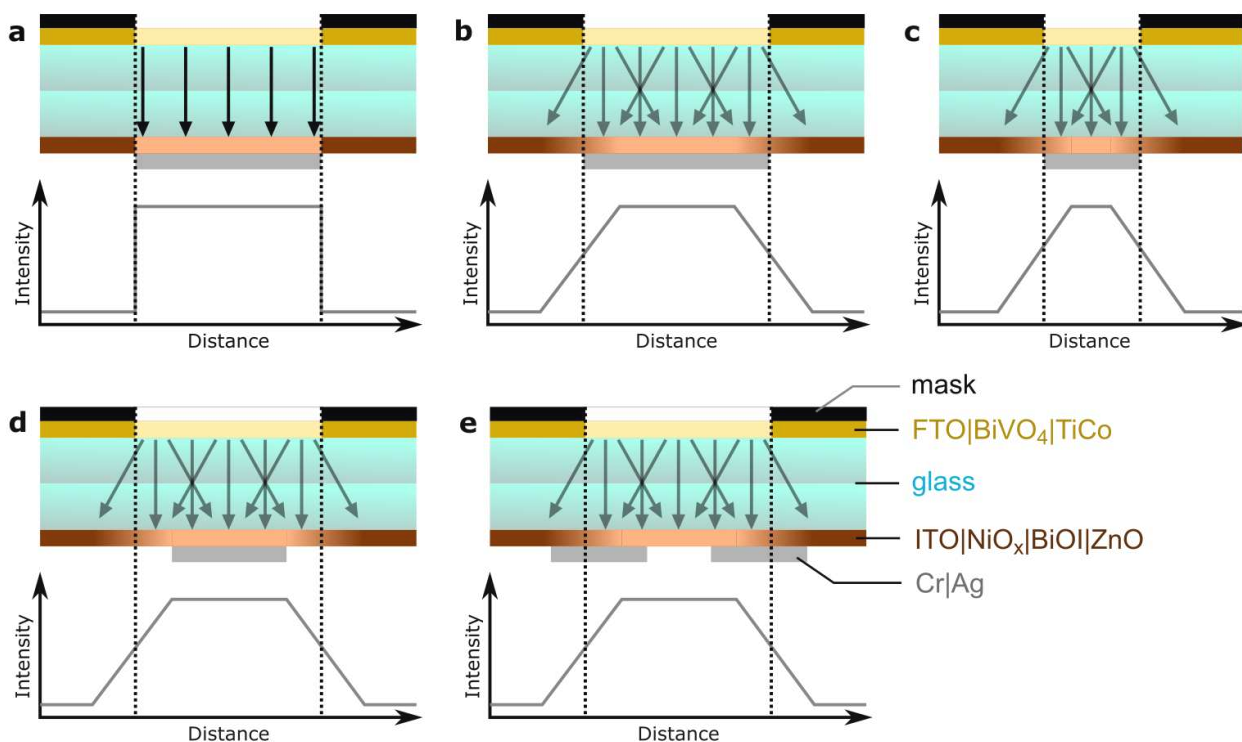 a
b
c
Intensity
Distance
Intensity
Distance
Intensity
Distance
d
e
mask
FTO|BiVO₄|TiCo
glass
ITO|NiOₓ|BiOI|ZnO
Cr|Ag
Intensity
Distance
Intensity
Distance